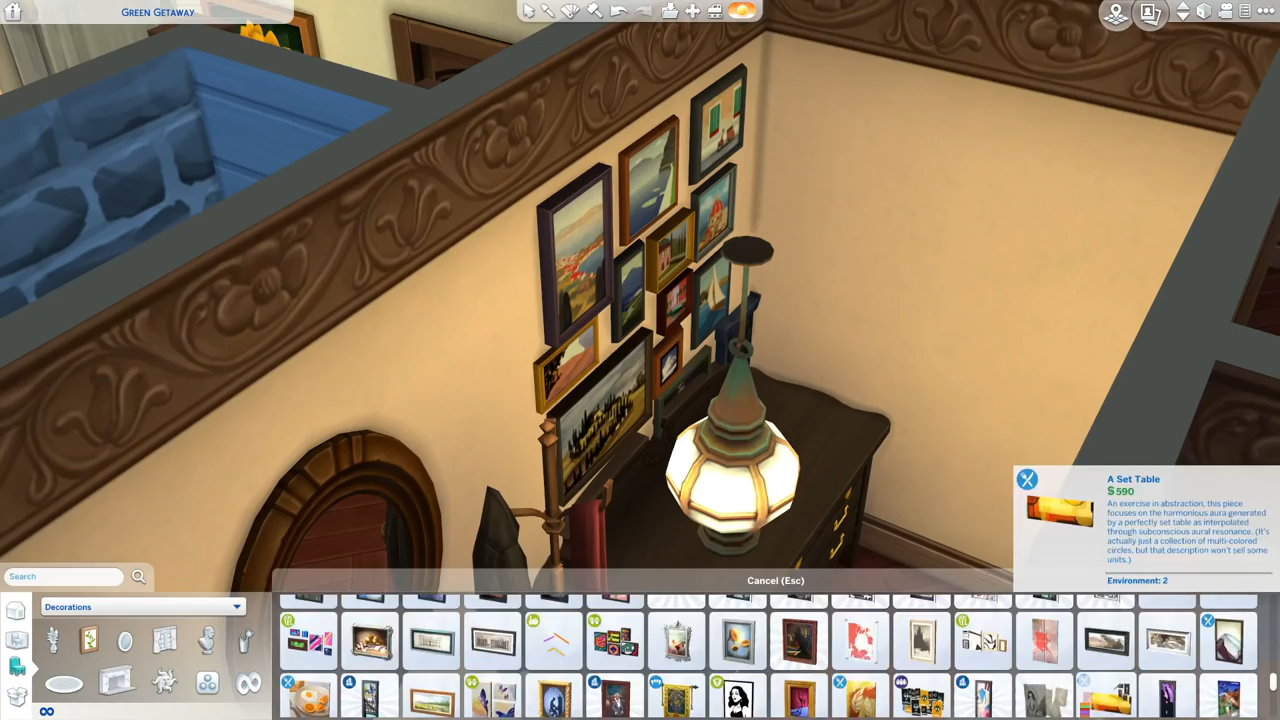 Green Getaway
A Set Table
$590
An exercise in abstraction, this piece
focuses on the harmonious aura generated
by a perfectly set table as interpolated
through subconscious aural resonance. (It's
actually just a collection of multi-colored
circles, but that description won't sell some
units.)
Environment: 2
Search
Cancel (Esc)
Decorations